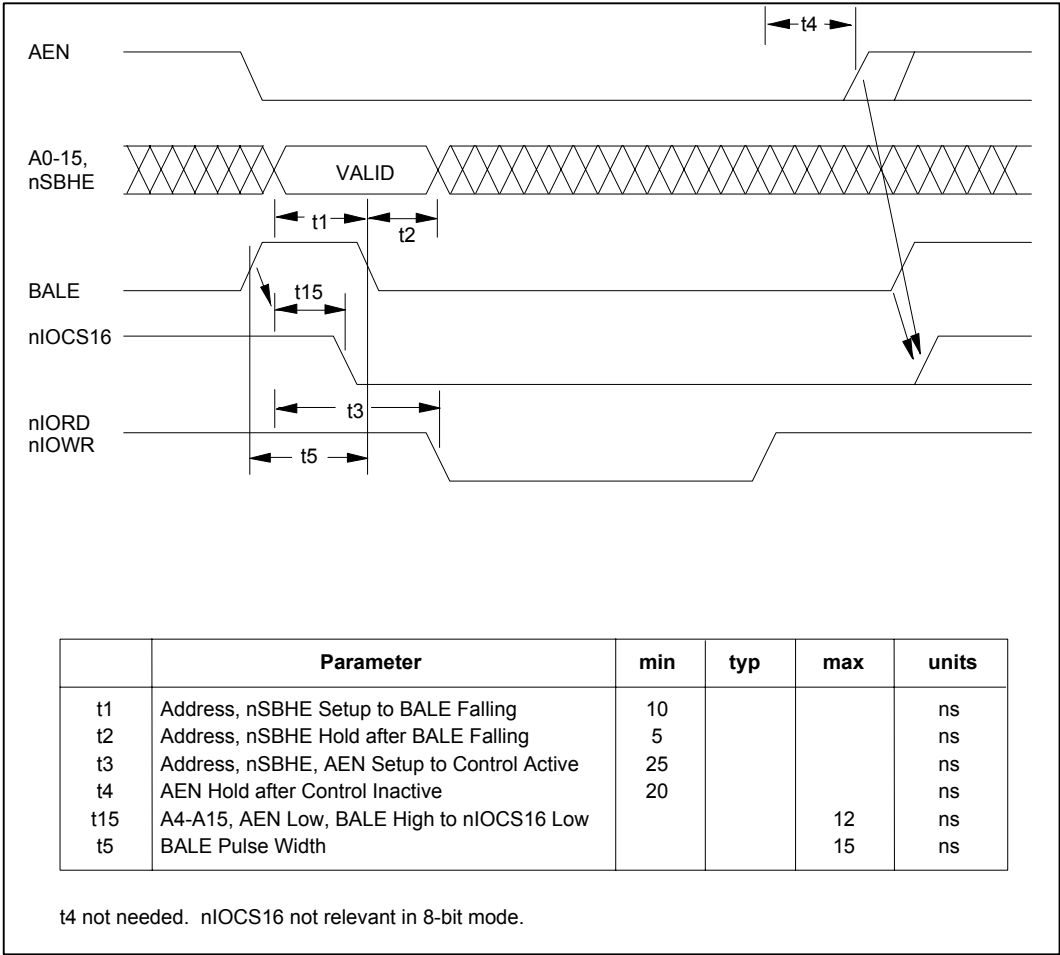 t4
AEN
A0-15,
nSBHE
VALID
t1
t2
BALE
t15
nIOCS16
t3
nIORD
nIOWR
t5
Parameter min typ max units
t1 Address, nSBHE Setup to BALE Falling 10 ns
t2 Address, nSBHE Hold after BALE Falling 5 ns
t3 Address, nSBHE, AEN Setup to Control Active 25 ns
t4 AEN Hold after Control Inactive 20 ns
t15 A4-A15, AEN Low, BALE High to nIOCS16 Low 12 ns
t5 BALE Pulse Width 15 ns
t4 not needed. nIOCS16 not relevant in 8-bit mode.